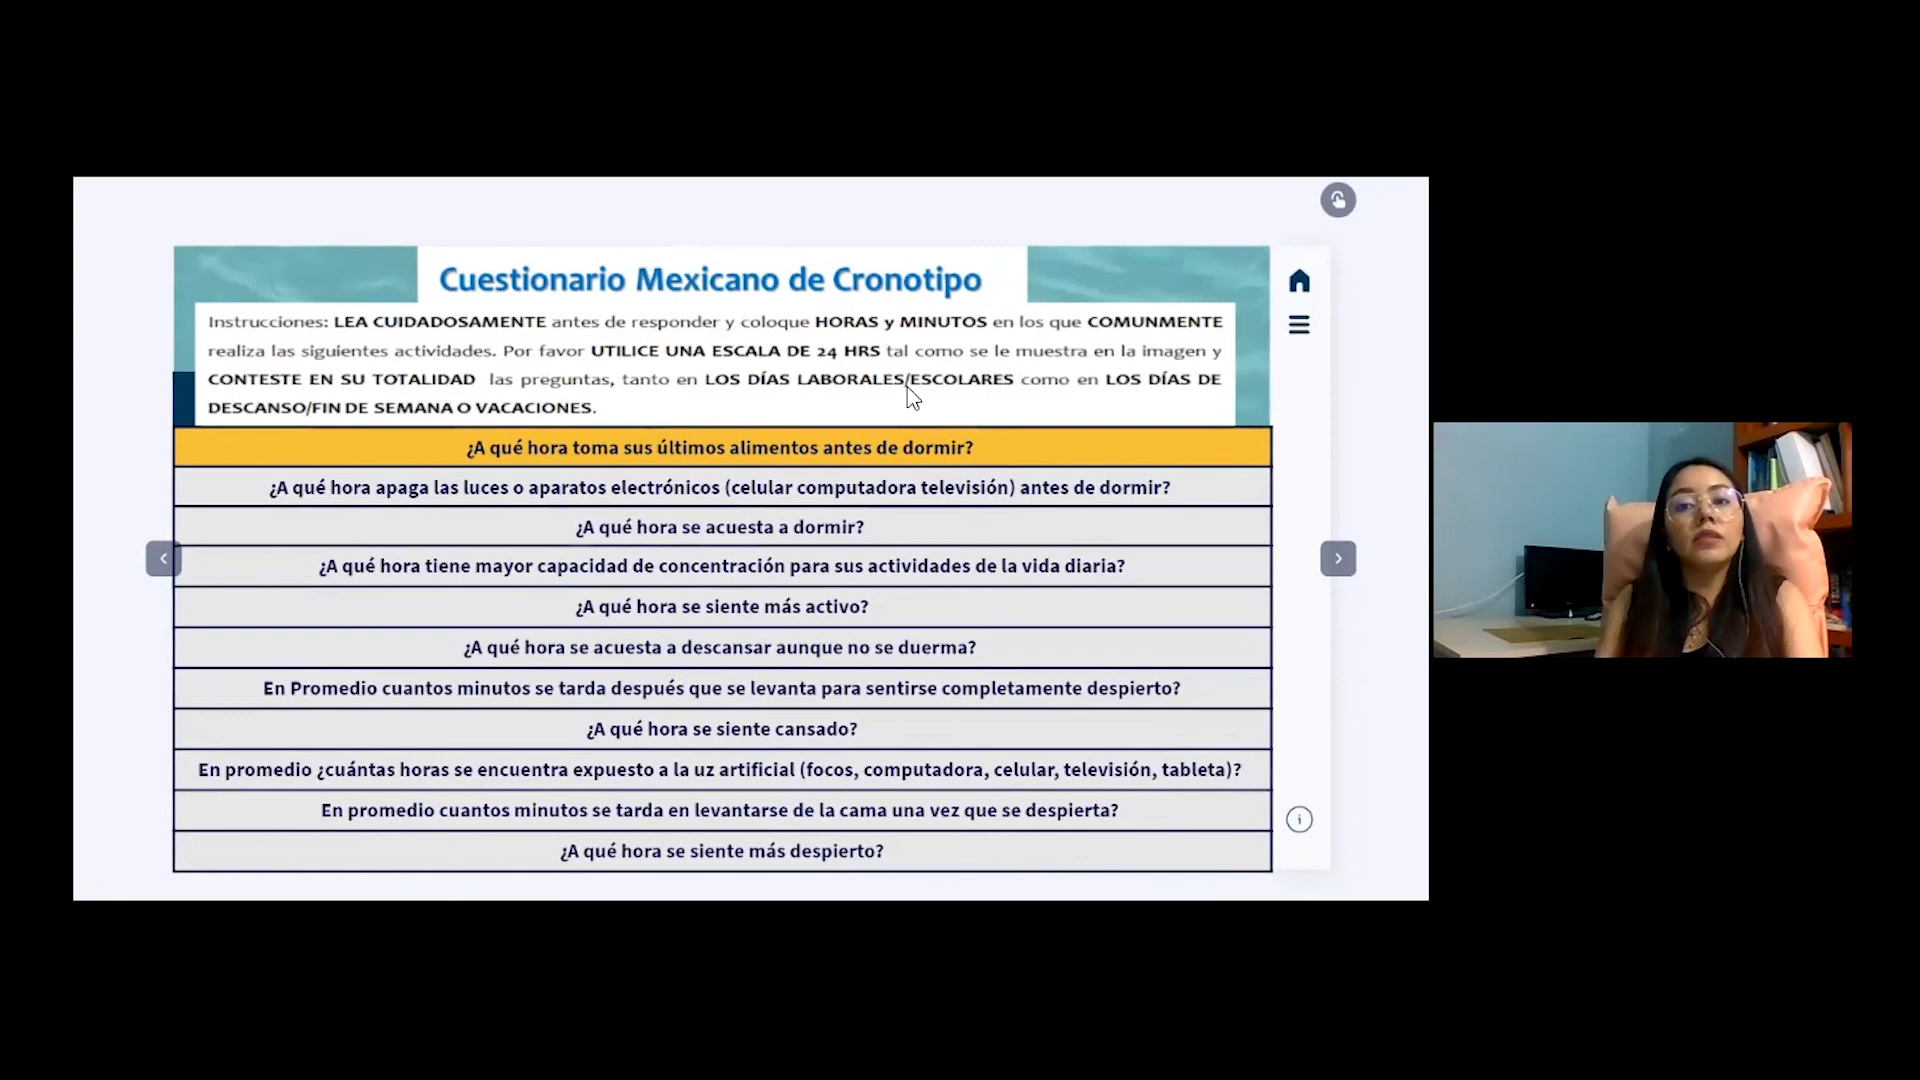 Cuestionario Mexicano de Cronotipo
Instrucciones: LEA CUIDADOSAMENTE antes de responder y coloque HORAS y MINUTOS en los que COMUNMENTE
realiza las siguientes actividades. Por favor UTILICE UNA ESCALA DE 24 HRS tal como se le muestra en la imagen y
CONTESTE EN SU TOTALIDAD las preguntas, tanto en LOS DÍAS LABORALES/ESCOLARES como en LOS DÍAS DE
DESCANSO/FIN DE SEMANA O VACACIONES.
¿A qué hora toma sus últimos alimentos antes de dormir?
¿A qué hora apaga las luces o aparatos electrónicos (celular computadora televisión) antes de dormir?
¿A qué hora se acuesta a dormir?
¿A qué hora tiene mayor capacidad de concentración para sus actividades de la vida diaria?
¿A qué hora se siente más activo?
¿A qué hora se acuesta a descansar aunque no se duerma?
En Promedio cuantos minutos se tarda después que se levanta para sentirse completamente despierto?
¿A qué hora se siente cansado?
En promedio ¿cuántas horas se encuentra expuesto a la uz artificial (focos, computadora, celular, televisión, tableta)?
En promedio cuantos minutos se tarda en levantarse de la cama una vez que se despierta?
¿A qué hora se siente más despierto?